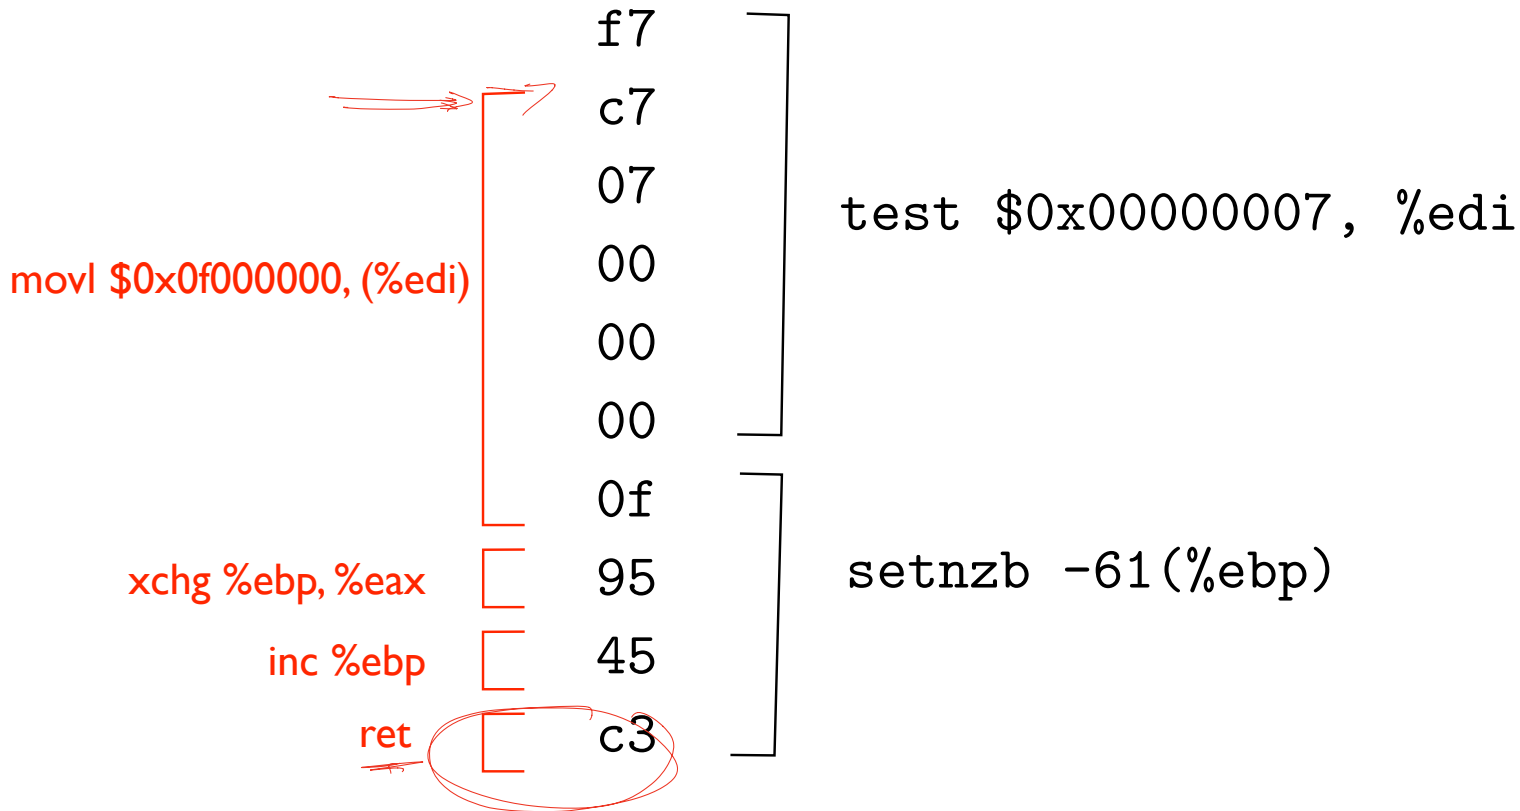 f7
c7
07
test $0x00000007, %edi
00
movl $0x0f000000, (%edi)
00
00
0f
xchg %ebp, %eax
95
setnzb -61(%ebp)
inc %ebp
45
ret
c3